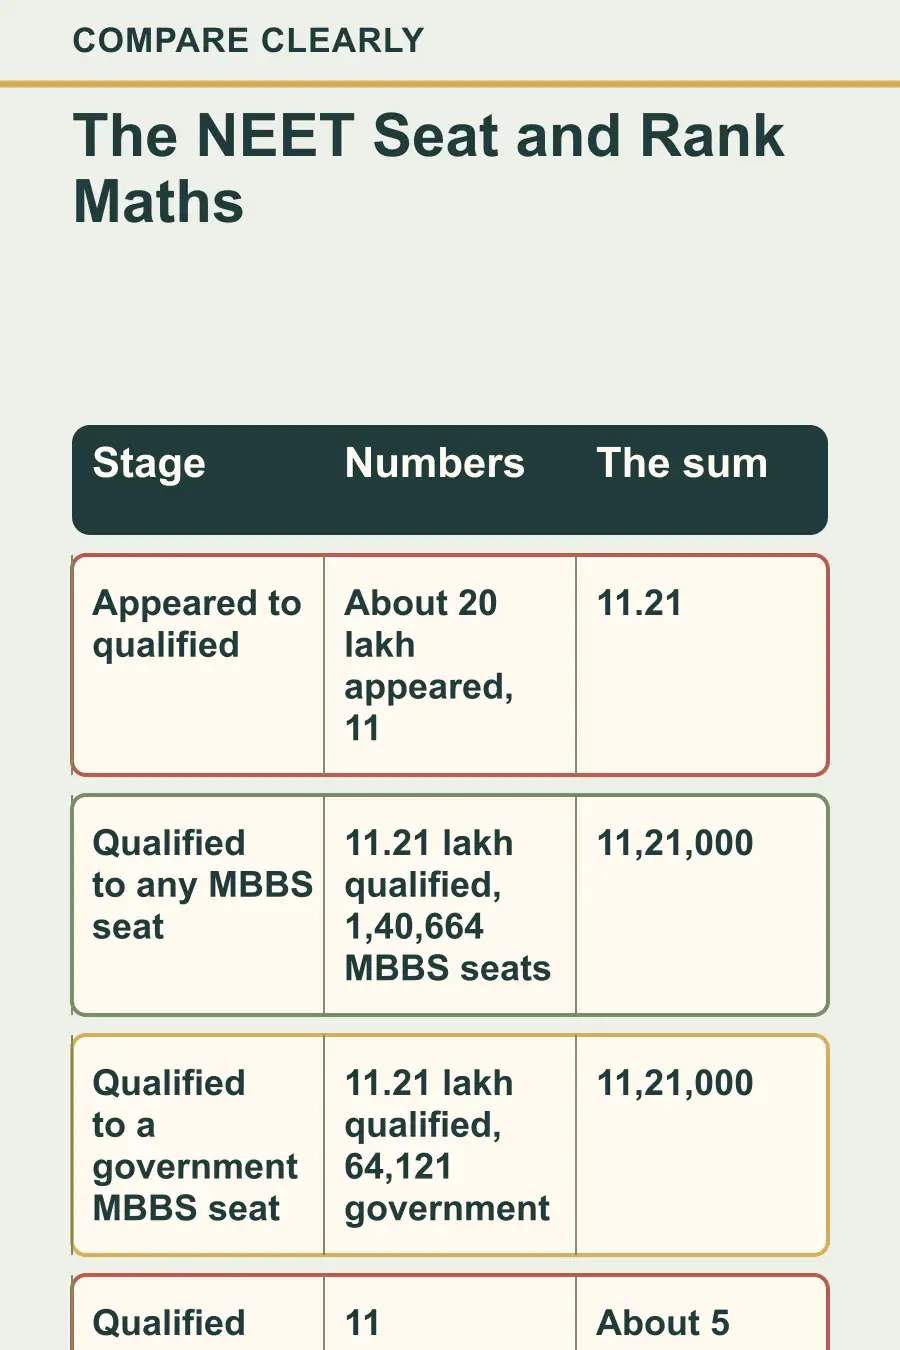 COMPARE CLEARLY
The NEET Seat and Rank
Maths
Stage
Numbers
The sum
Appeared to
qualified
About 20
lakh
appeared,
11
11.21
Qualified
to any MBBS
seat
11.21 lakh
qualified,
1,40,664
MBBS seats
11,21,000
Qualified
to a
government
MBBS seat
11.21 lakh
qualified,
64,121
government
11,21,000
Qualified
11
About 5